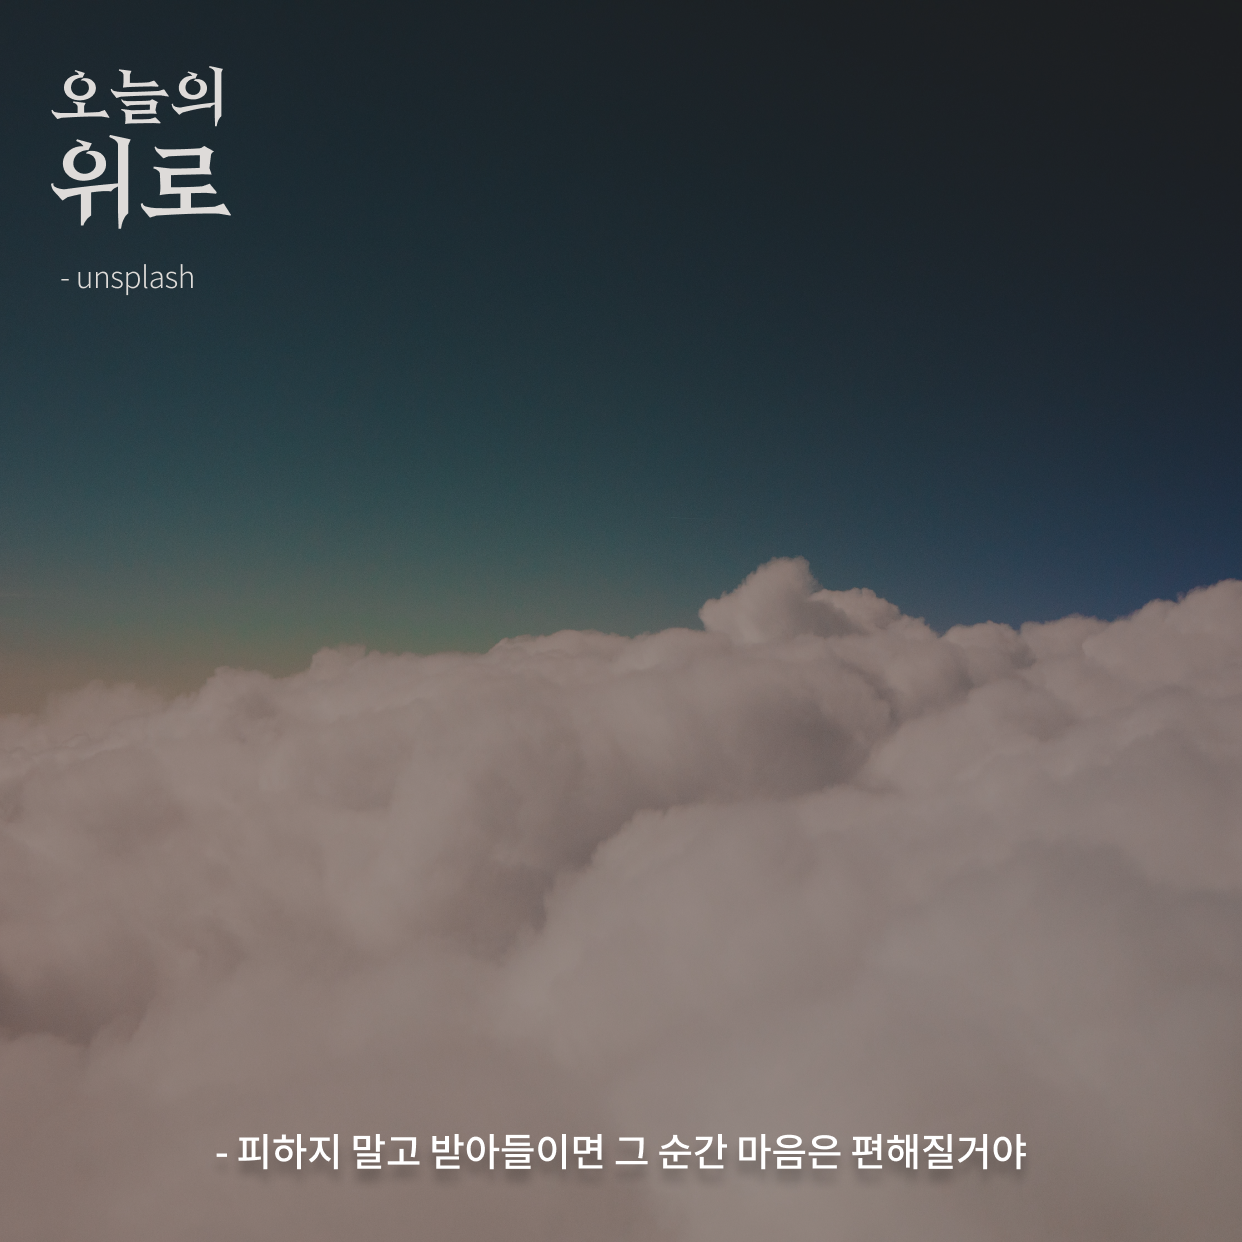 오늘의
위로
- unsplash
- 피하지 말고 받아들이면 그 순간 마음은 편해질거야